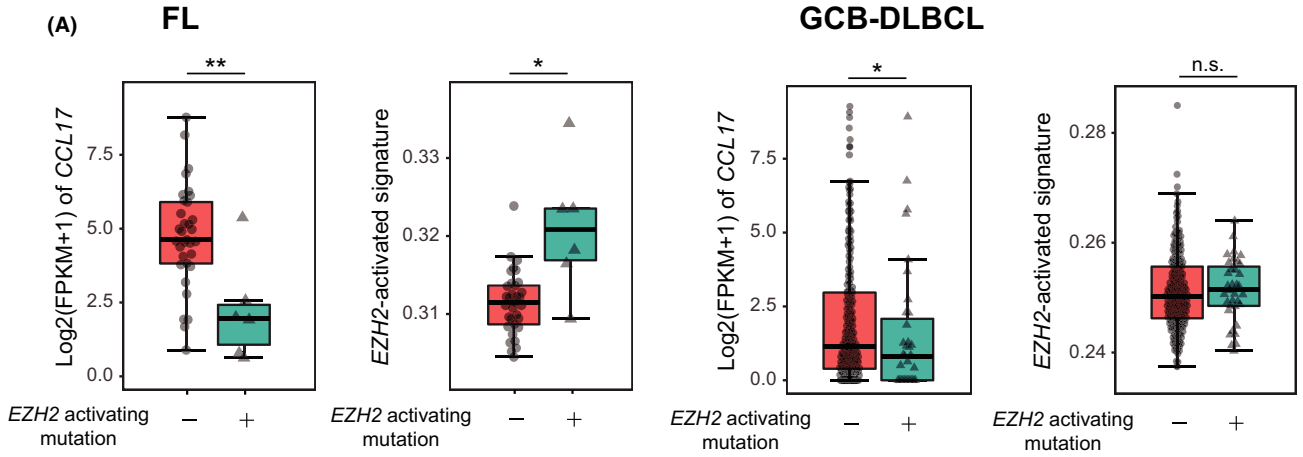 (A)
FL
GCB-DLBCL
**
*
*
n.s.
Log2(FPKM+1) of CCL17
7.5
5.0
2.5
0.0
EZH2-activated signature
0.33
0.32
0.31
Log2(FPKM+1) of CCL17
7.5
5.0
2.5
0.0
EZH2-activated signature
0.28
0.26
0.24
EZH2 activating
mutation
− +
EZH2 activating
mutation
− +
EZH2 activating
mutation
− +
EZH2 activating
mutation
− +